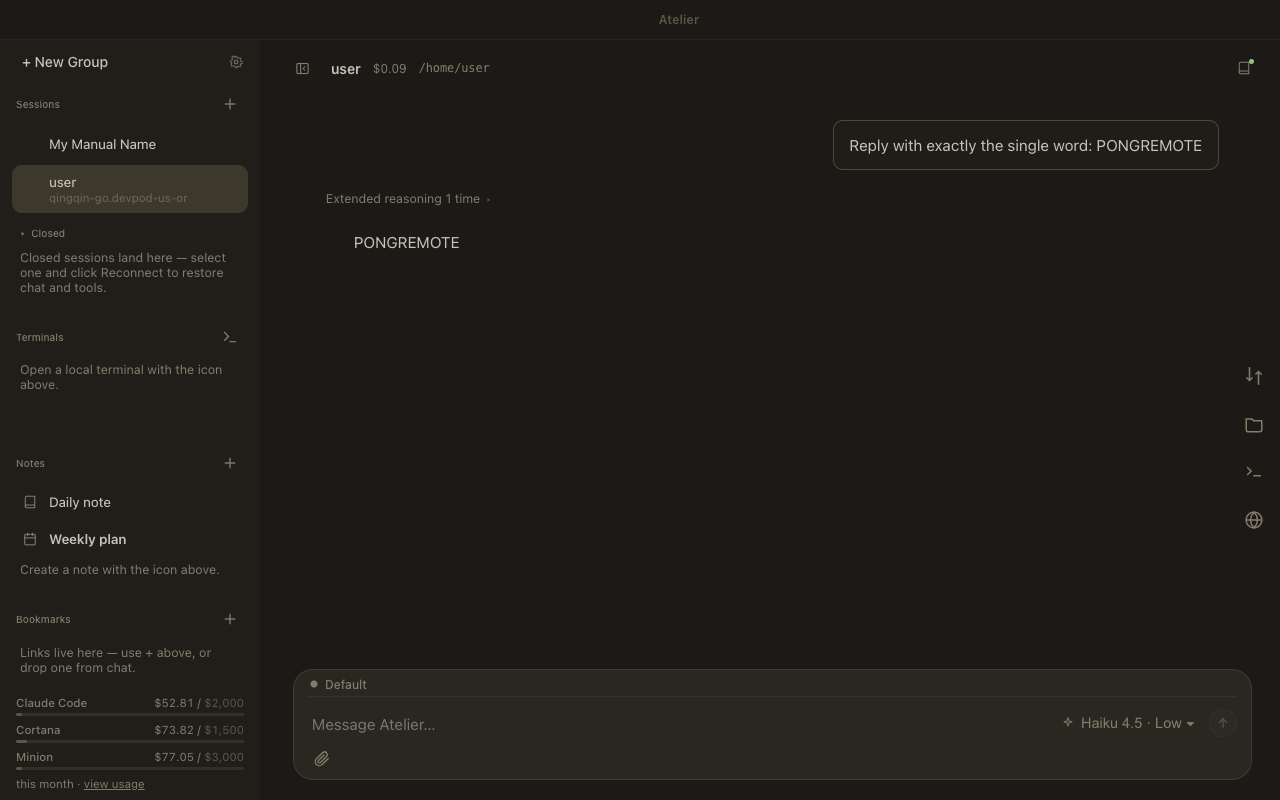 Atelier
+ New Group
Sessions
My Manual Name
user
qingqin-go.devpod-us-or
Closed
Closed sessions land here — select
one and click Reconnect to restore
chat and tools.
Terminals
Open a local terminal with the icon
above.
Notes
Daily note
Weekly plan
Create a note with the icon above.
Bookmarks
Links live here — use + above, or
drop one from chat.
Claude Code $52.81 / $2,000
Cortana $73.82 / $1,500
Minion $77.05 / $3,000
this month · view usage
user $0.09 /home/user
Reply with exactly the single word: PONGREMOTE
Extended reasoning 1 time
PONGREMOTE
Default
Message Atelier...
Haiku 4.5 · Low